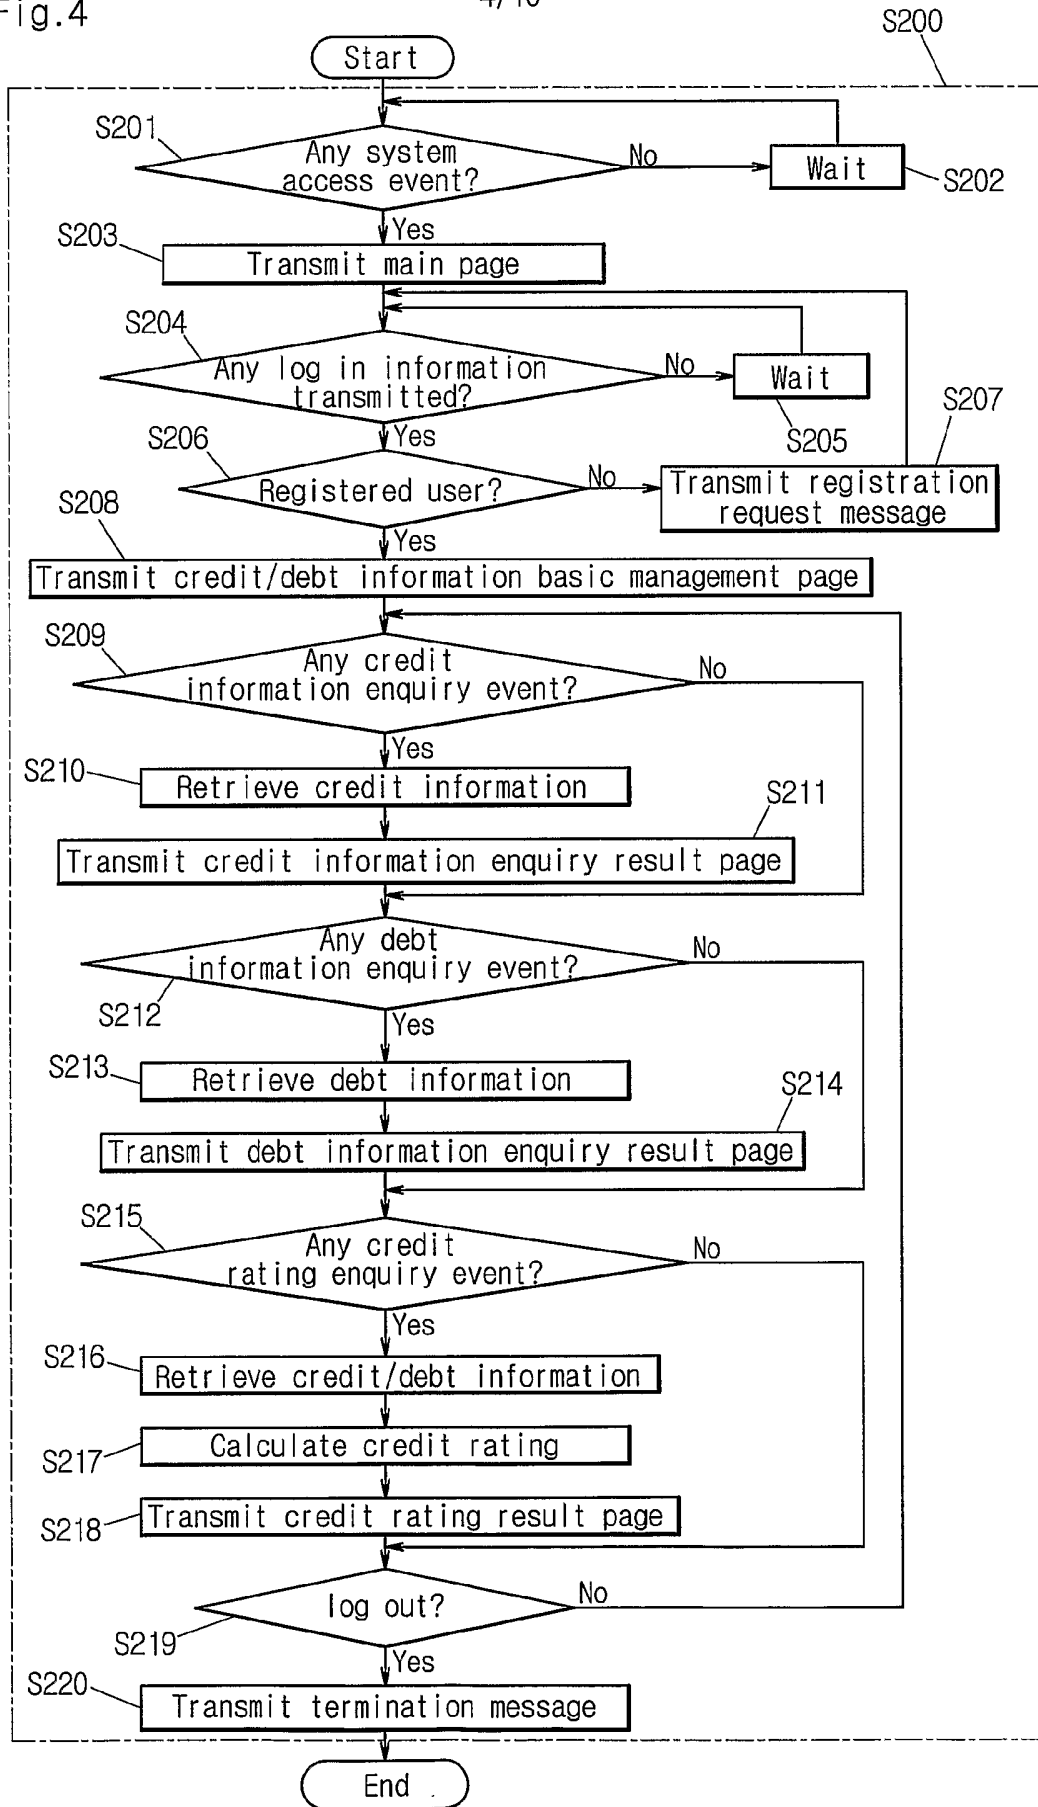 Fig.4
S200
Start
S201
Any system
access event?
No
Wait
S202
Yes
S203
Transmit main page
S204
Any log in information
transmitted?
No
Wait
S205
S207
Yes
S206
Registered user?
No
Transmit registration
request message
S208
Yes
Transmit credit/debt information basic management page
S209
Any credit
information enquiry event?
No
Yes
S210
Retrieve credit information
S211
Transmit credit information enquiry result page
Any debt
information enquiry event?
No
S212
Yes
S213
Retrieve debt information
S214
Transmit debt information enquiry result page
S215
Any credit
rating enquiry event?
No
Yes
S216
Retrieve credit/debt information
S217
Calculate credit rating
S218
Transmit credit rating result page
log out?
No
S219
Yes
S220
Transmit termination message
End